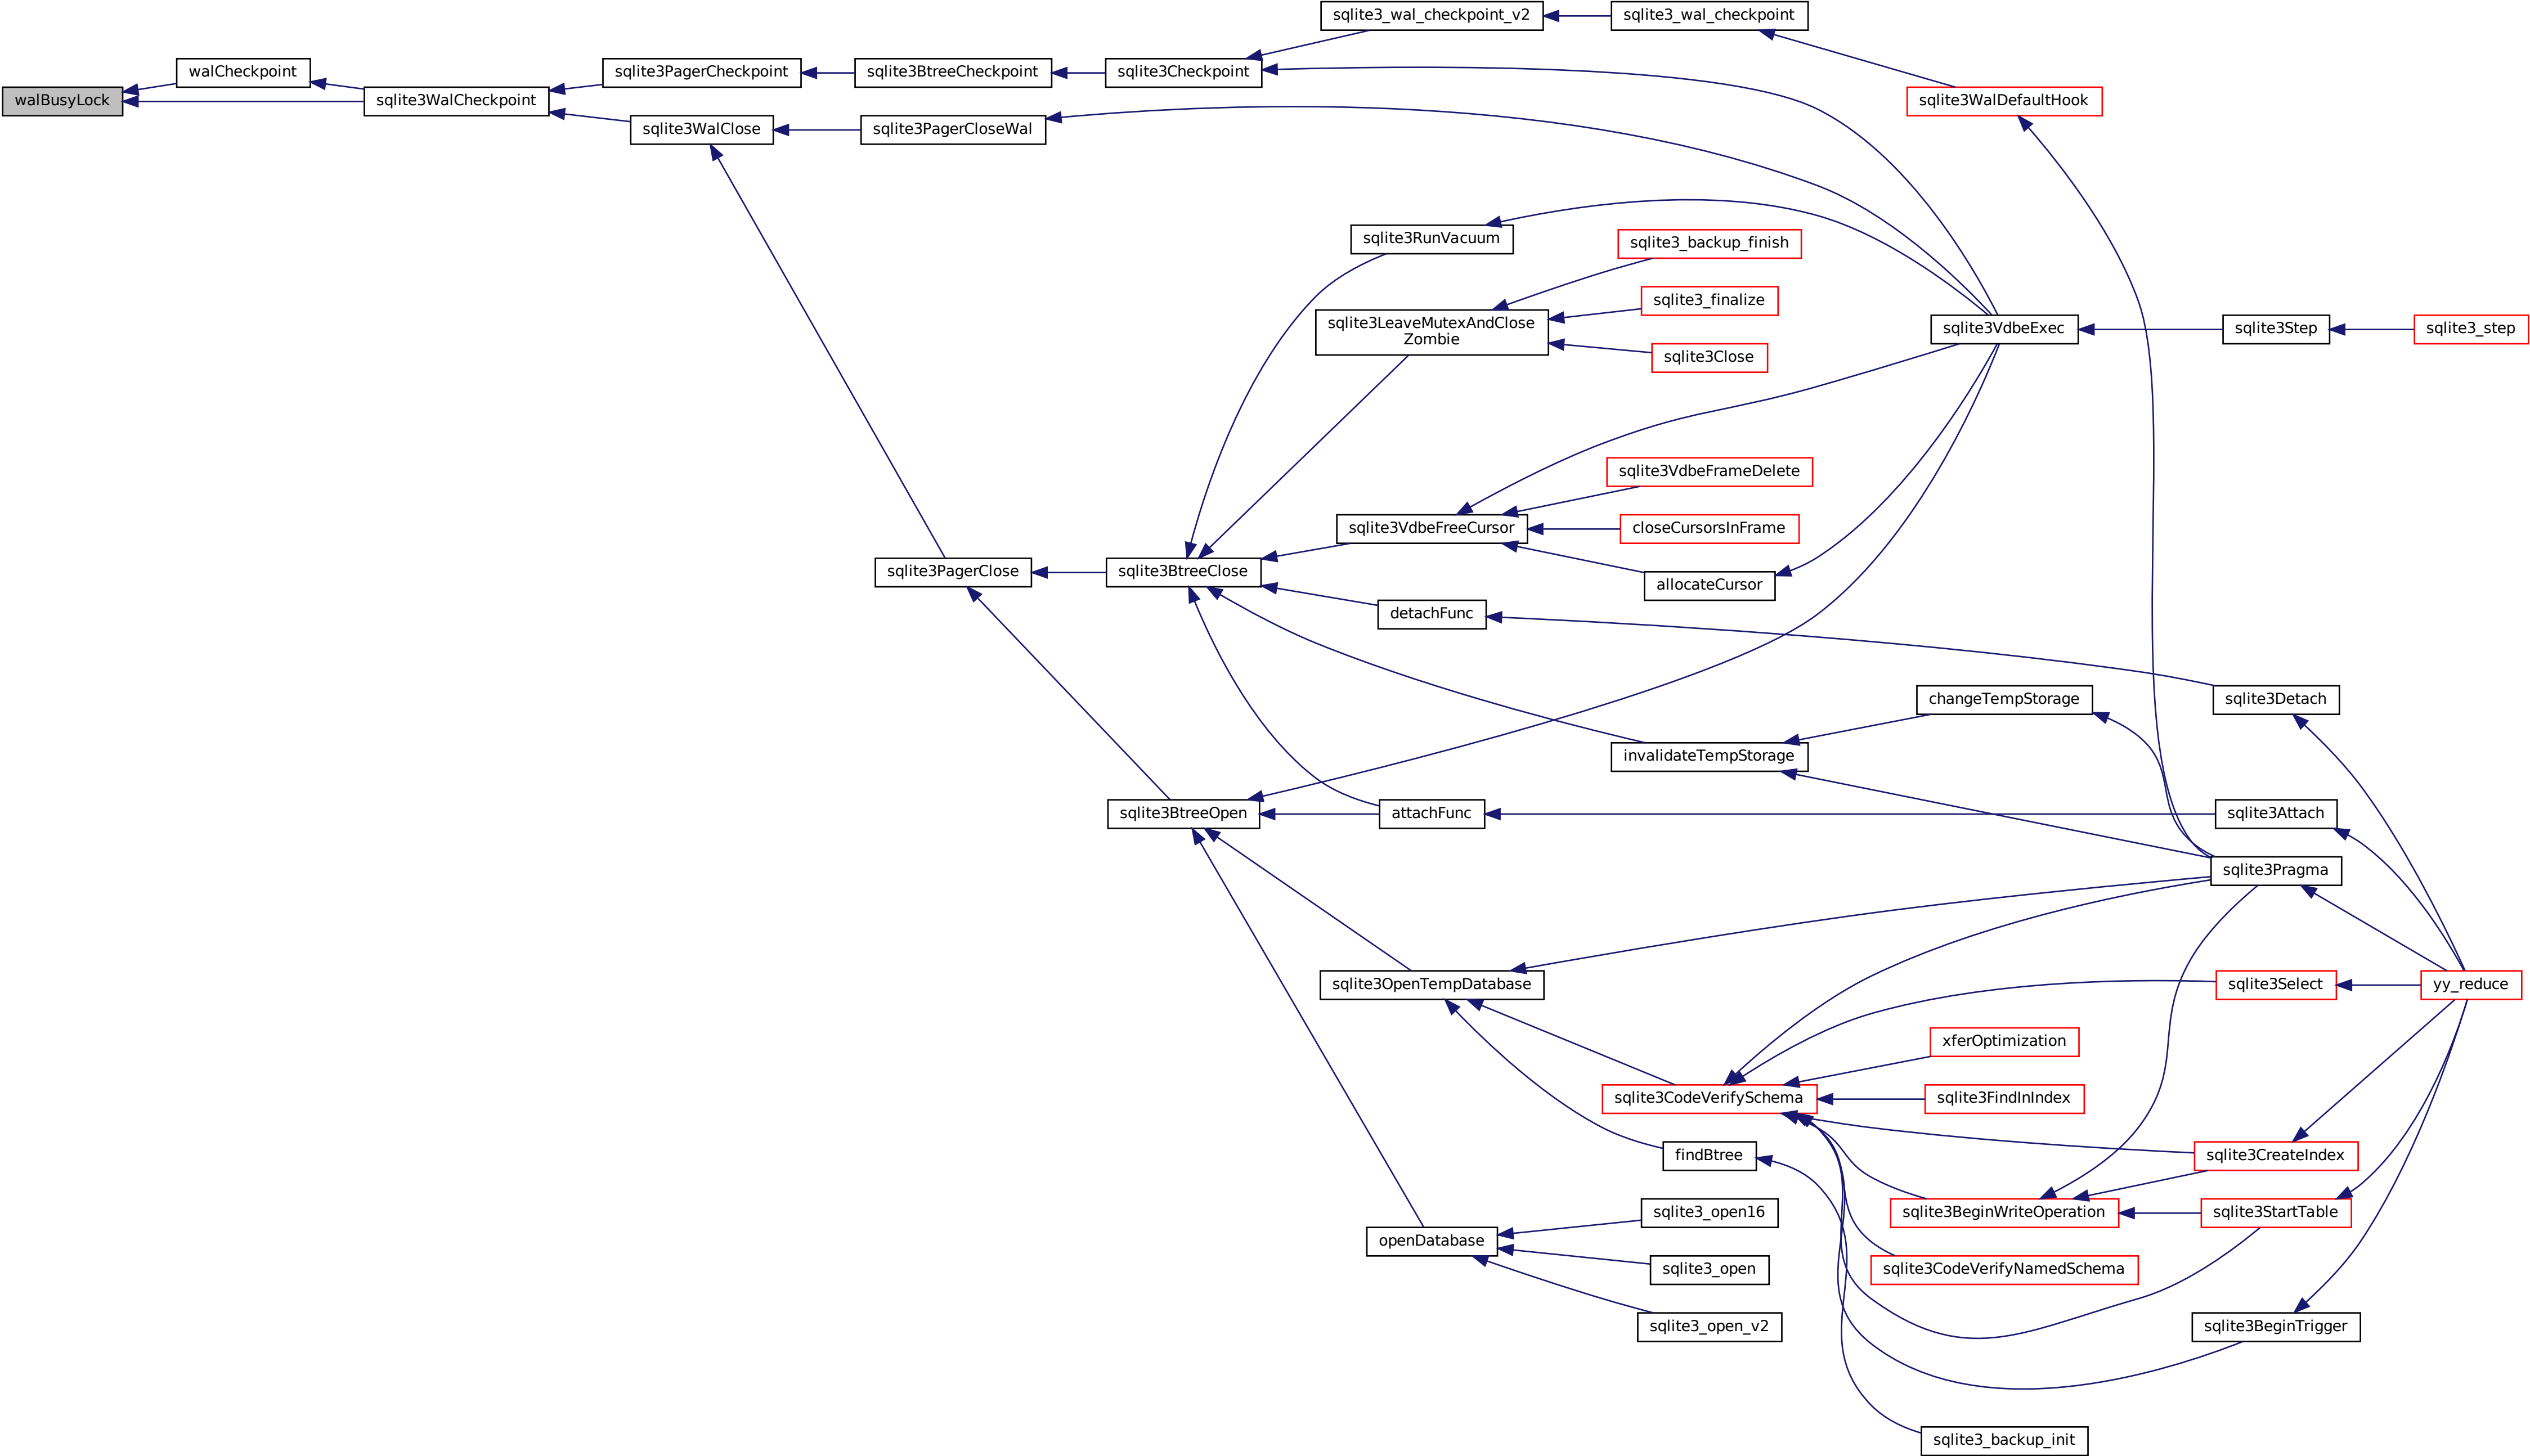 sqlite3_wal_checkpoint_v2
sqlite3_wal_checkpoint
walCheckpoint
sqlite3PagerCheckpoint
sqlite3BtreeCheckpoint
sqlite3Checkpoint
walBusyLock
sqlite3WalCheckpoint
sqlite3WalDefaultHook
sqlite3WalClose
sqlite3PagerCloseWal
sqlite3RunVacuum
sqlite3_backup_finish
sqlite3_finalize
sqlite3LeaveMutexAndClose
Zombie
sqlite3VdbeExec
sqlite3Step
sqlite3_step
sqlite3Close
sqlite3VdbeFrameDelete
sqlite3VdbeFreeCursor
closeCursorsInFrame
sqlite3PagerClose
sqlite3BtreeClose
allocateCursor
detachFunc
changeTempStorage
sqlite3Detach
invalidateTempStorage
sqlite3BtreeOpen
attachFunc
sqlite3Attach
sqlite3Pragma
sqlite3OpenTempDatabase
sqlite3Select
yy_reduce
xferOptimization
sqlite3CodeVerifySchema
sqlite3FindInIndex
findBtree
sqlite3CreateIndex
sqlite3_open16
sqlite3BeginWriteOperation
sqlite3StartTable
openDatabase
sqlite3_open
sqlite3CodeVerifyNamedSchema
sqlite3_open_v2
sqlite3BeginTrigger
sqlite3_backup_init